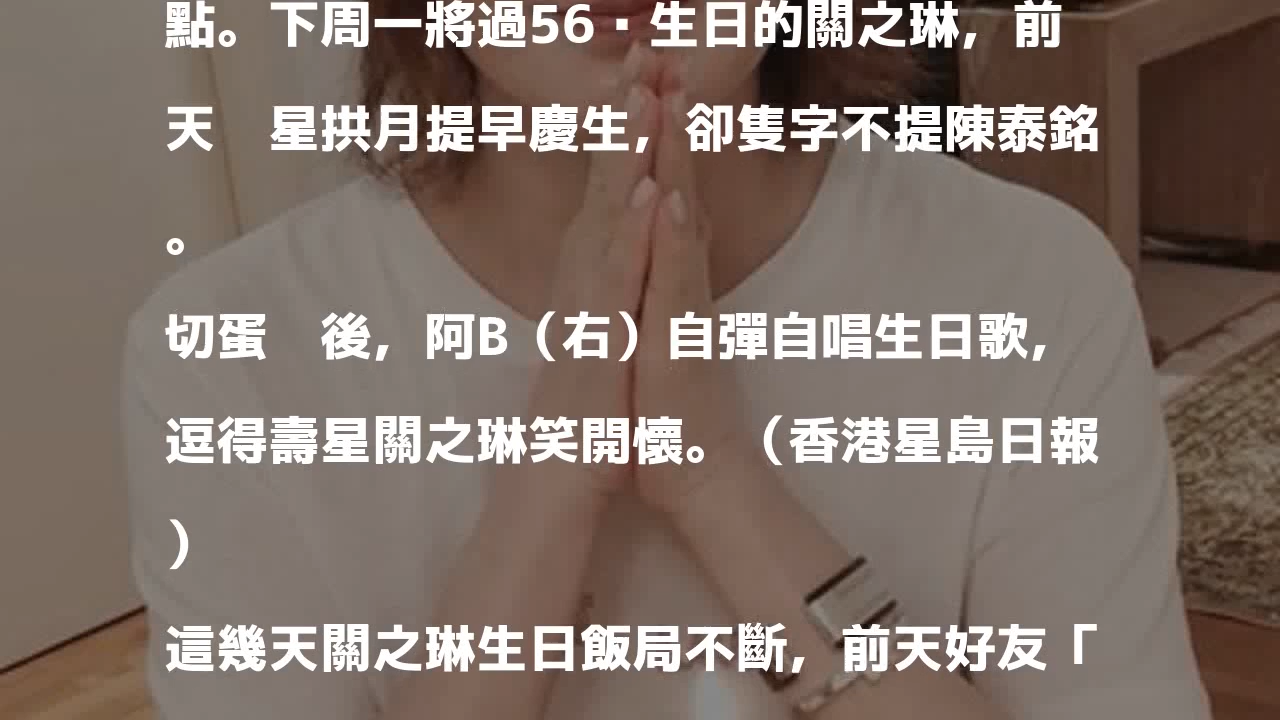 點。下周一將過56·生日的關之琳，前
天　星拱月提早慶生，卻隻字不提陳泰銘
。
切蛋　後，阿B（右）自彈自唱生日歌，
逗得壽星關之琳笑開懷。（香港星島日報
）
這幾天關之琳生日飯局不斷，前天好友「